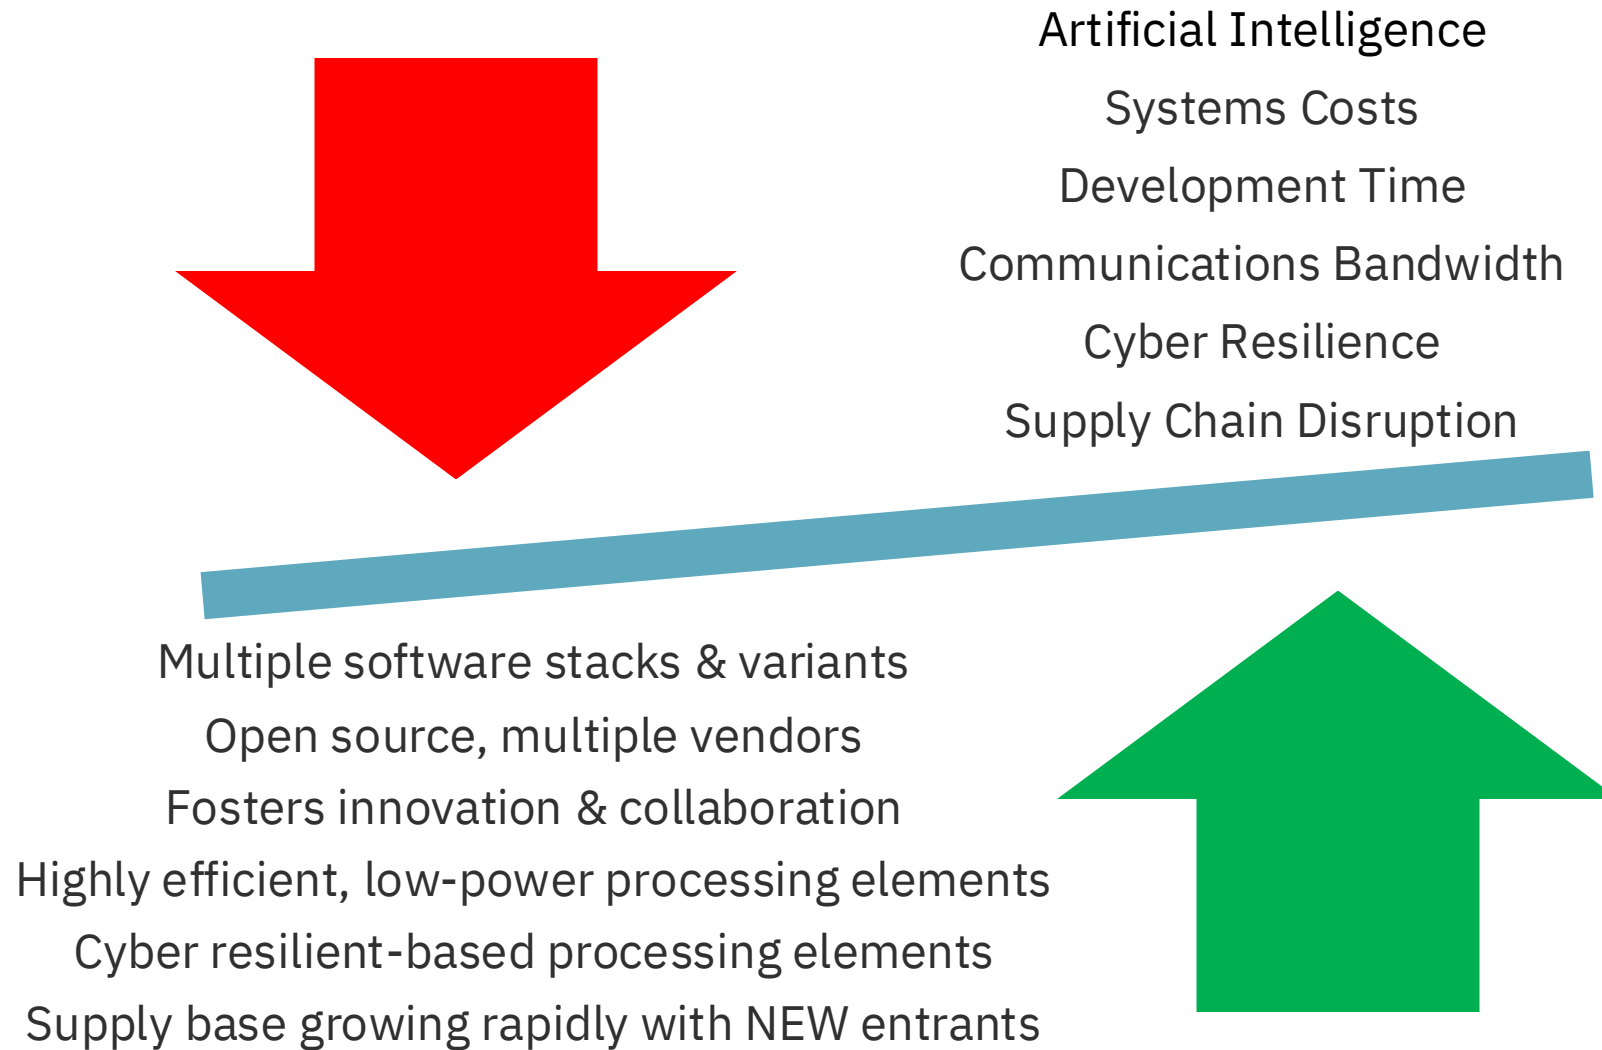 Artificial Intelligence
Systems Costs
Development Time
Communications Bandwidth
Cyber Resilience
Supply Chain Disruption
Multiple software stacks & variants
Open source, multiple vendors
Fosters innovation & collaboration
Highly efficient, low-power processing elements
Cyber resilient-based processing elements
Supply base growing rapidly with NEW entrants